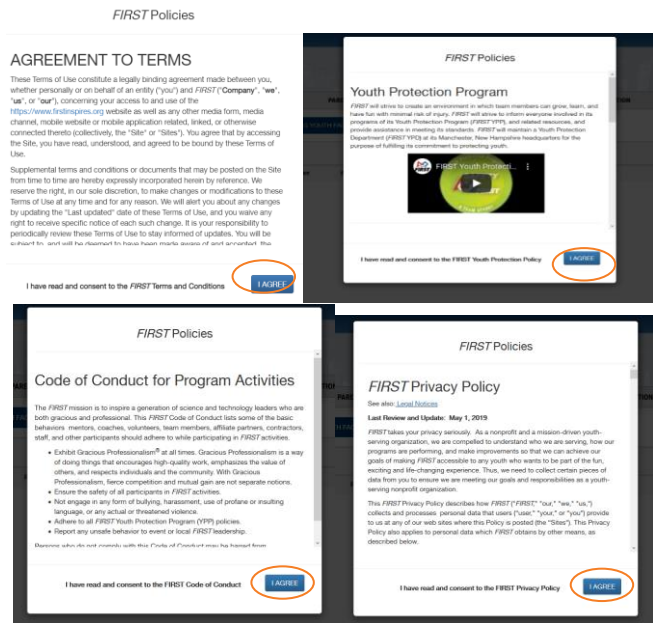 FIRST Policies
AGREEMENT TO TERMS
These Terms of Use constitute a legally binding agreement made between you,
whether personally or on behalf of an entity ("you") and FIRST ("Company", "we",
"us", or "our"), concerning your access to and use of the
https://www.firstinspires.org website as well as any other media form, media
channel, mobile website or mobile application related, linked, or otherwise
connected thereto (collectively, the "Site" or "Sites"). You agree that by accessing
the Site, you have read, understood, and agreed to be bound by these Terms of
Use.
Supplemental terms and conditions or documents that may be posted on the Site
from time to time are hereby expressly incorporated herein by reference. We
reserve the right, in our sole discretion, to make changes or modifications to these
Terms of Use at any time and for any reason. We will alert you about any changes
by updating the "Last updated" date of these Terms of Use, and you waive any
right to receive specific notice of each such change. It is your responsibility to
periodically review these Terms of Use to stay informed of updates. You will be
subject to, and will be deemed to have been made aware of and accepted, the
I have read and consent to the FIRST Terms and Conditions
I AGREE
FIRST Policies
Youth Protection Program
FIRST will strive to create an environment in which team members can grow, learn, and
have fun with minimal risk of injury. FIRST will strive to inform everyone involved in its
programs of its Youth Protection Program (FIRST YPP), and related resources, and
provide assistance in meeting its standards. FIRST will maintain a Youth Protection
Department (FIRST YPD) at its Manchester, New Hampshire headquarters for the
purpose of fulfilling its commitment to protecting youth.
FIRST Youth Protecti...
I have read and consent to the FIRST Youth Protection Policy
I AGREE
FIRST Policies
Code of Conduct for Program Activities
The FIRST mission is to inspire a generation of science and technology leaders who are
both gracious and professional. This FIRST Code of Conduct lists some of the basic
behaviors mentors, coaches, volunteers, team members, affiliate partners, contractors,
staff, and other participants should adhere to while participating in FIRST activities.
• Exhibit Gracious Professionalism® at all times. Gracious Professionalism is a way
of doing things that encourages high-quality work, emphasizes the value of
others, and respects individuals and the community. With Gracious
Professionalism, fierce competition and mutual gain are not separate notions.
• Ensure the safety of all participants in FIRST activities.
• Not engage in any form of bullying, harassment, use of profane or insulting
language, or any actual or threatened violence.
• Adhere to all FIRST Youth Protection Program (YPP) policies.
• Report any unsafe behavior to event or local FIRST leadership.
Persons who do not comply with this Code of Conduct may be barred from
I have read and consent to the FIRST Code of Conduct
I AGREE
FIRST Policies
FIRST Privacy Policy
See also: Legal Notices
Last Review and Update: May 1, 2019
FIRST takes your privacy seriously. As a nonprofit and a mission-driven youth-
serving organization, we are compelled to understand who we are serving, how our
programs are performing, and make improvements so that we can achieve our
goals of making FIRST accessible to any youth who wants to be part of the fun,
exciting and life-changing experience. Thus, we need to collect certain pieces of
data from you to ensure we are meeting our goals and responsibilities as a youth-
serving nonprofit organization.
This FIRST Privacy Policy describes how FIRST ("FIRST," "our," "we," "us,")
collects and processes personal data that users ("user," "your," or "you") provide
to us at any of our web sites where this Policy is posted (the "Sites"). This Privacy
Policy also applies to personal data which FIRST obtains by other means, as
described below.
I have read and consent to the FIRST Privacy Policy
I AGREE